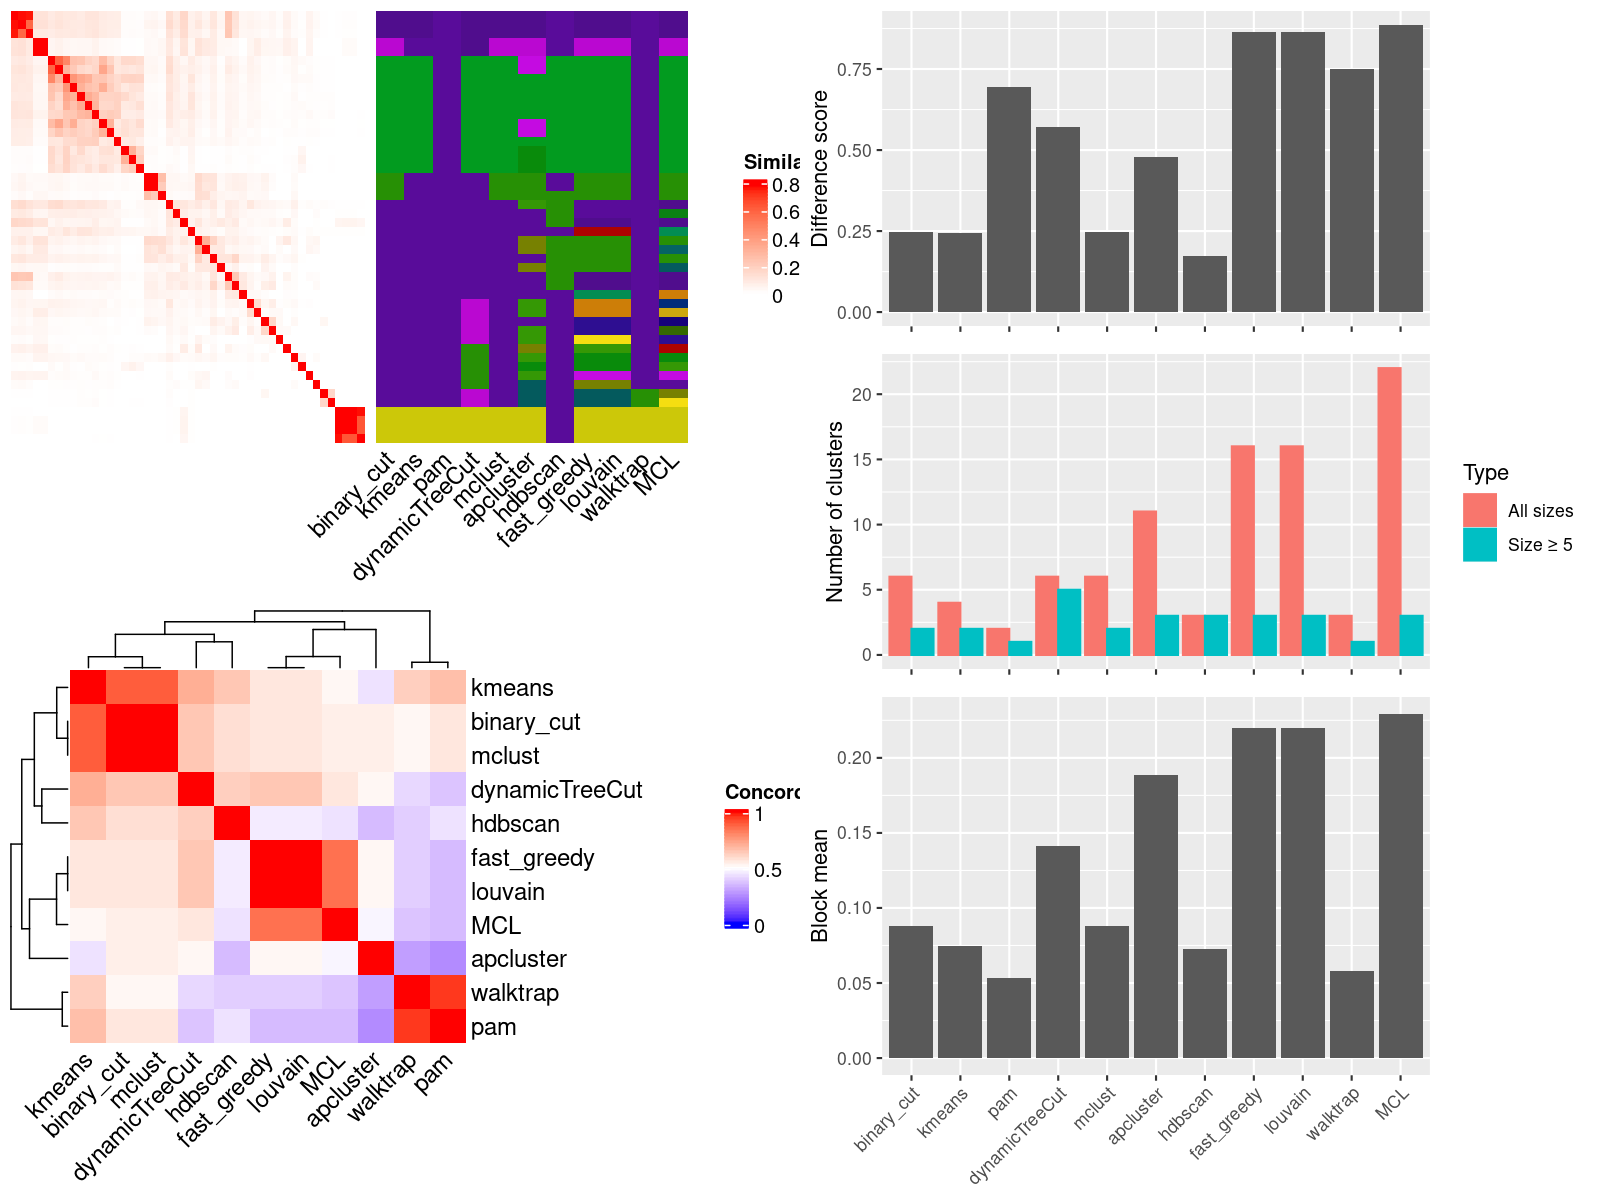 Simila
0.8
0.6
0.4
0.2
0
binary_cut
kmeans
pam
dynamicTreeCut
mclust
apcluster
hdbscan
fast_greedy
louvain
walktrap
MCL
kmeans
binary_cut
mclust
dynamicTreeCut
hdbscan
fast_greedy
louvain
MCL
apcluster
walktrap
pam
Concord
1
0.5
0
kmeans
binary_cut
mclust
dynamicTreeCut
hdbscan
fast_greedy
louvain
MCL
apcluster
walktrap
pam
Difference score
0.75
0.50
0.25
0.00
Number of clusters
20
15
10
5
0
Type
All sizes
Size ≥ 5
Block mean
0.20
0.15
0.10
0.05
0.00
binary_cut
kmeans
pam
dynamicTreeCut
mclust
apcluster
hdbscan
fast_greedy
louvain
walktrap
MCL